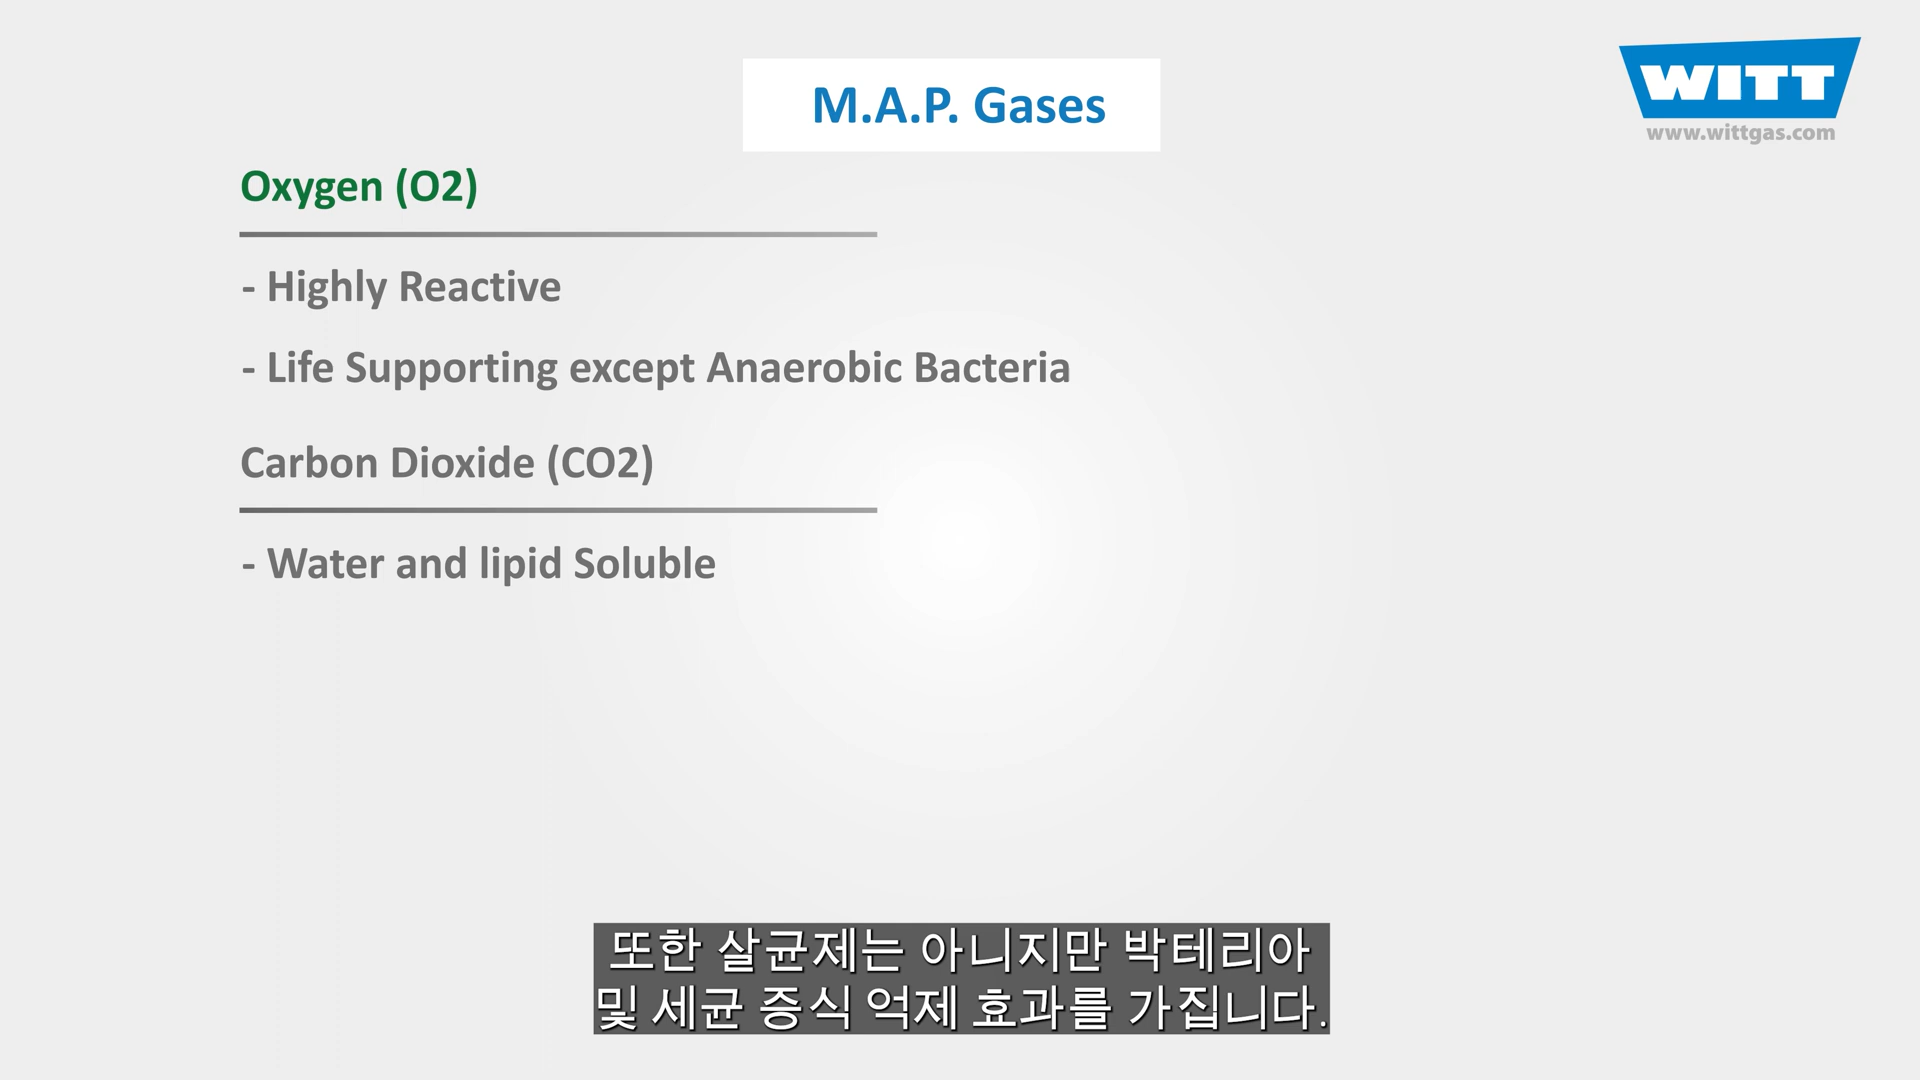 M.A.P. Gases
WITT
www.wittgas.com
Oxygen (O2)
- Highly Reactive
- Life Supporting except Anaerobic Bacteria
Carbon Dioxide (CO2)
- Water and lipid Soluble
또한 살균제는 아니지만 박테리아
및 세균 증식 억제 효과를 가집니다.